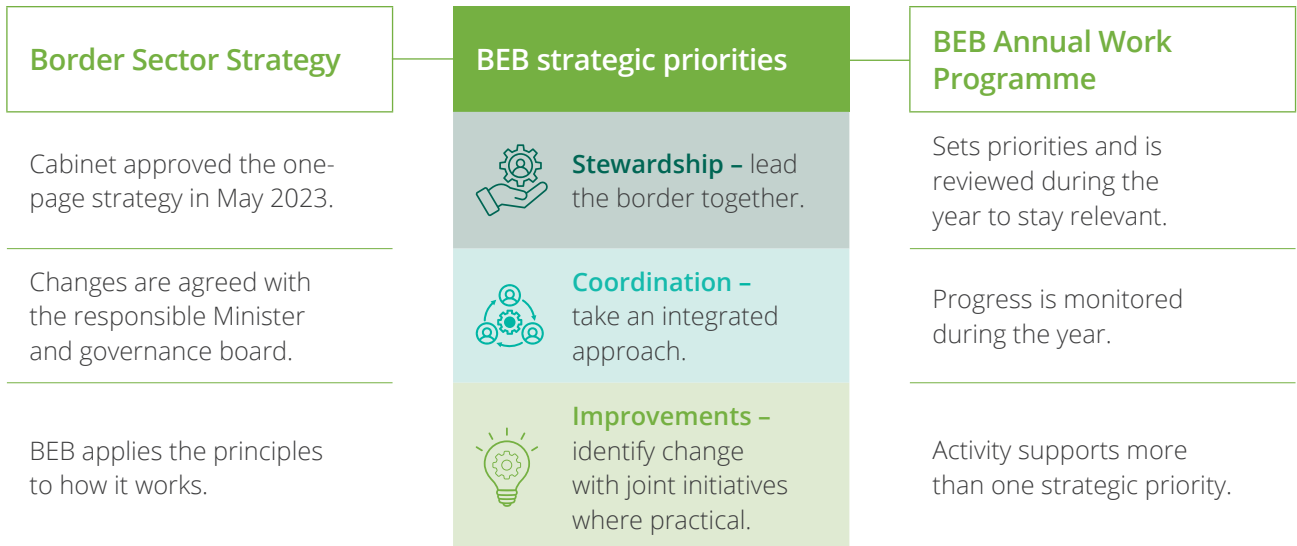 Border Sector Strategy
Cabinet approved the one-
page strategy in May 2023.
Changes are agreed with
the responsible Minister
and governance board.
BEB applies the principles
to how it works.
BEB strategic priorities
Stewardship – lead
the border together.
Coordination –
take an integrated
approach.
Improvements –
identify change
with joint initiatives
where practical.
BEB Annual Work
Programme
Sets priorities and is
reviewed during the
year to stay relevant.
Progress is monitored
during the year.
Activity supports more
than one strategic priority.